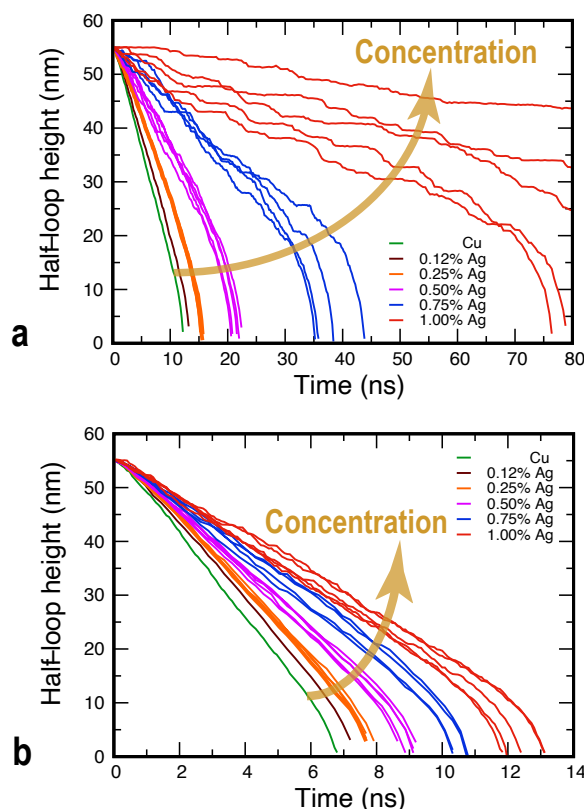 60
50
40
30
20
10
0
Half-loop height (nm)
Concentration
Cu
0.12% Ag
0.25% Ag
0.50% Ag
0.75% Ag
1.00% Ag
0 10 20 30 40 50 60 70 80
Time (ns)
a
60
50
40
30
20
10
0
Half-loop height (nm)
Concentration
Cu
0.12% Ag
0.25% Ag
0.50% Ag
0.75% Ag
1.00% Ag
0 2 4 6 8 10 12 14
Time (ns)
b